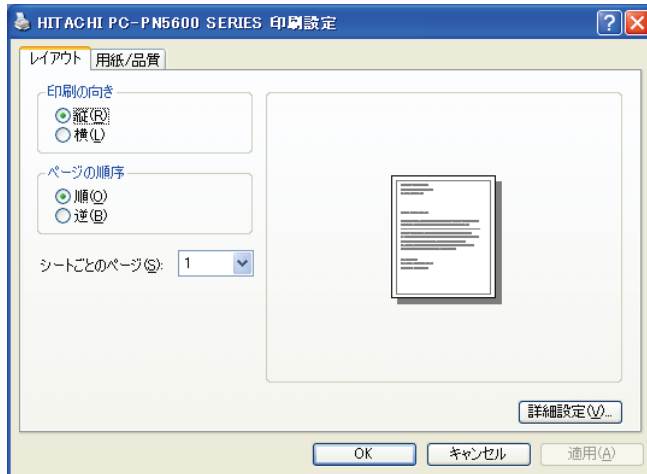 HITACHI PC-PN5600 SERIES 印刷設定
レイアウト 用紙/品質
印刷の向き
縦(R)
横(L)
ページの順序
順(O)
逆(B)
シートごとのページ(S): 1
詳細設定(V)...
OK キャンセル 適用(A)